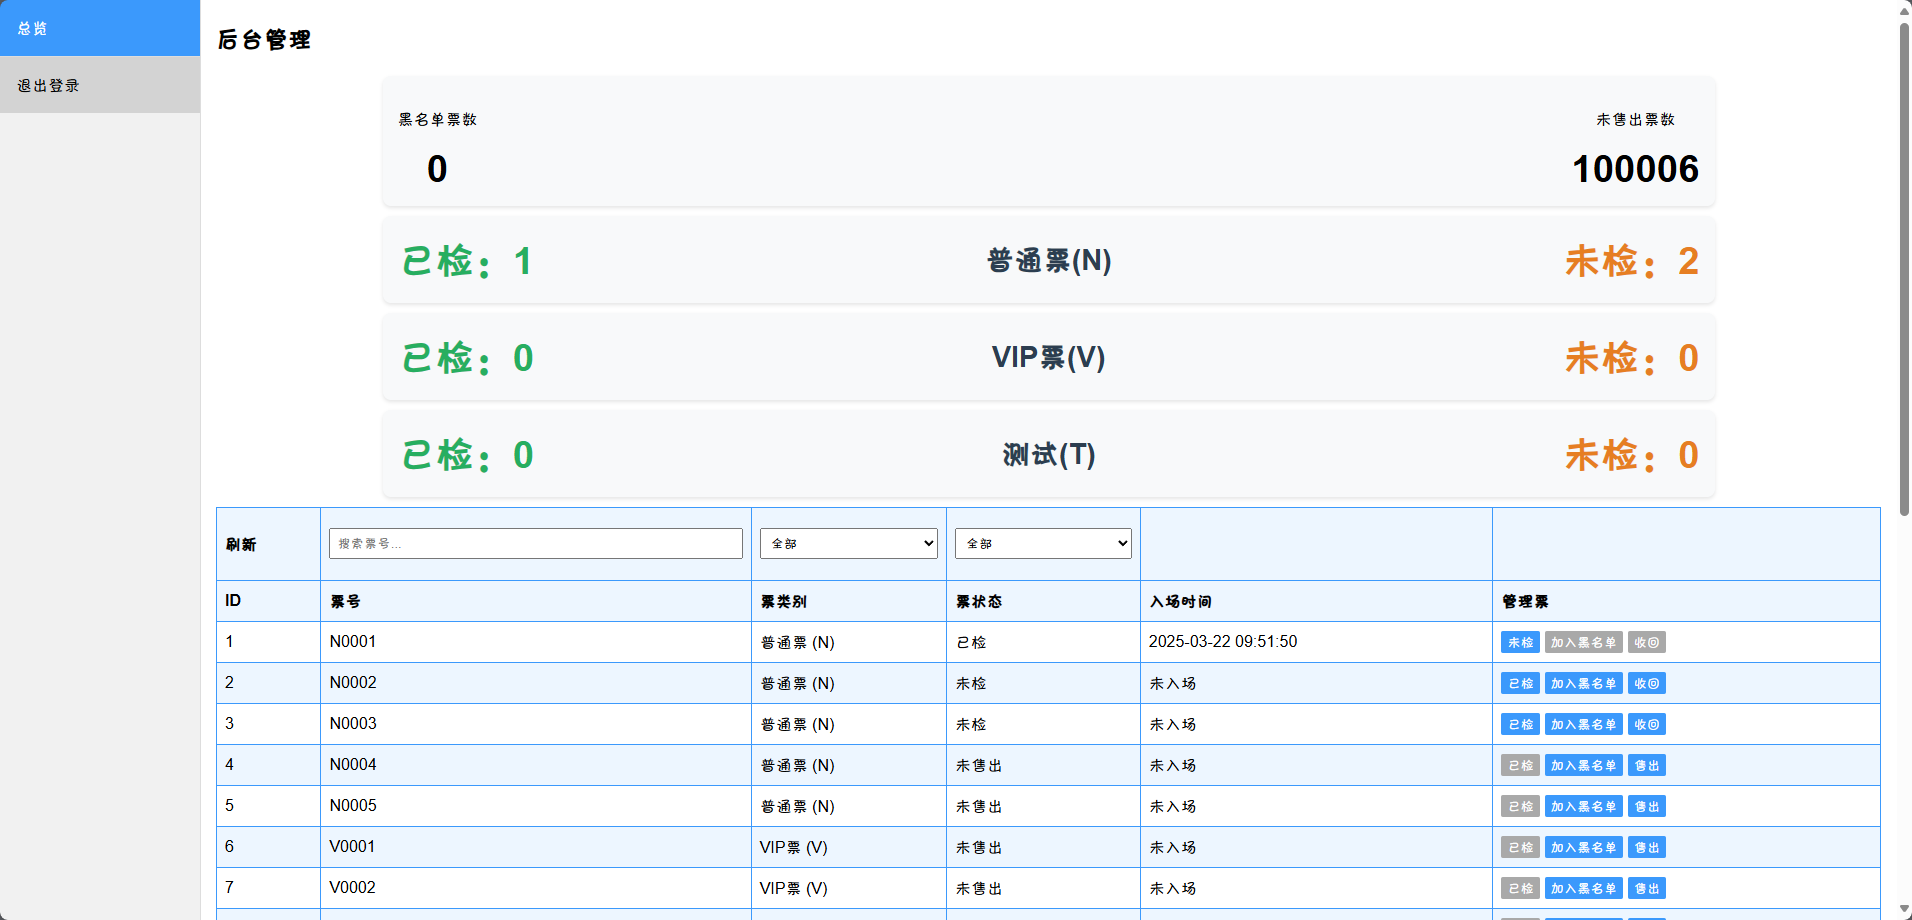 总览
退出登录
后台管理
黑名单票数 未售出票数
0 100006
已检：1 普通票(N) 未检：2
已检：0 VIP票(V) 未检：0
已检：0 测试(T) 未检：0
刷新 搜索票号... 全部 全部
ID 票号 票类别 票状态 入场时间 管理票
1 N0001 普通票 (N) 已检 2025-03-22 09:51:50 未检 加入黑名单 收回
2 N0002 普通票 (N) 未检 未入场 已检 加入黑名单 收回
3 N0003 普通票 (N) 未检 未入场 已检 加入黑名单 收回
4 N0004 普通票 (N) 未售出 未入场 已检 加入黑名单 售出
5 N0005 普通票 (N) 未售出 未入场 已检 加入黑名单 售出
6 V0001 VIP票 (V) 未售出 未入场 已检 加入黑名单 售出
7 V0002 VIP票 (V) 未售出 未入场 已检 加入黑名单 售出